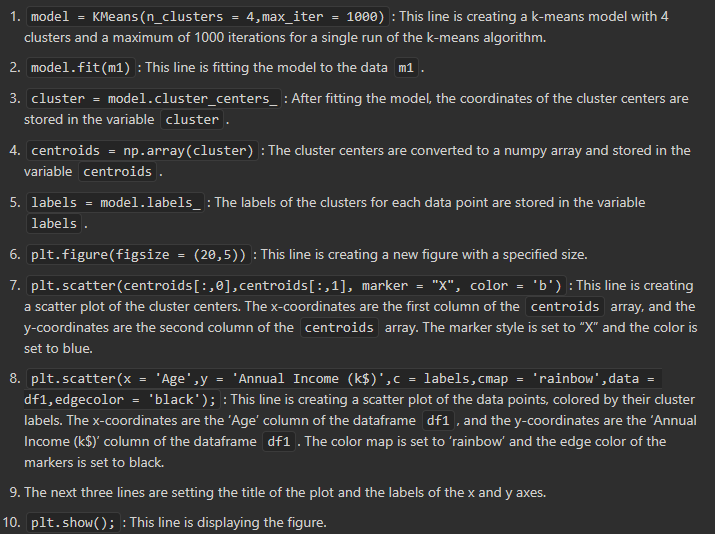 1. model = KMeans(n_clusters = 4,max_iter = 1000) : This line is creating a k-means model with 4
clusters and a maximum of 1000 iterations for a single run of the k-means algorithm.
2. model.fit(m1) : This line is fitting the model to the data m1 .
3. cluster = model.cluster_centers_ : After fitting the model, the coordinates of the cluster centers are
stored in the variable cluster .
4. centroids = np.array(cluster) : The cluster centers are converted to a numpy array and stored in the
variable centroids .
5. labels = model.labels_ : The labels of the clusters for each data point are stored in the variable
labels .
6. plt.figure(figsize = (20,5)) : This line is creating a new figure with a specified size.
7. plt.scatter(centroids[:,0],centroids[:,1], marker = "X", color = 'b') : This line is creating
a scatter plot of the cluster centers. The x-coordinates are the first column of the centroids array, and the
y-coordinates are the second column of the centroids array. The marker style is set to “X” and the color is
set to blue.
8. plt.scatter(x = 'Age',y = 'Annual Income (k$)',c = labels,cmap = 'rainbow',data =
df1,edgecolor = 'black'); : This line is creating a scatter plot of the data points, colored by their cluster
labels. The x-coordinates are the ‘Age’ column of the dataframe df1 , and the y-coordinates are the ‘Annual
Income (k$)’ column of the dataframe df1 . The color map is set to ‘rainbow’ and the edge color of the
markers is set to black.
9. The next three lines are setting the title of the plot and the labels of the x and y axes.
10. plt.show(); : This line is displaying the figure.